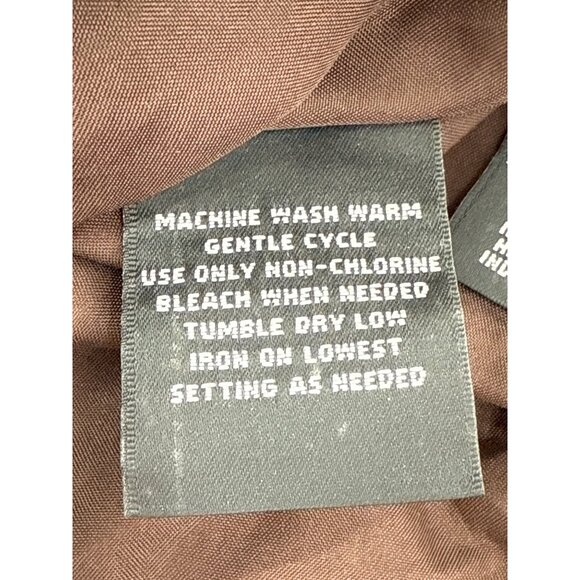 MACHINE WASH WARM
GENTLE CYCLE
USE ONLY NON-CHLORINE
BLEACH WHEN NEEDED
TUMBLE DRY LOW
IRON ON LOWEST
SETTING AS NEEDED